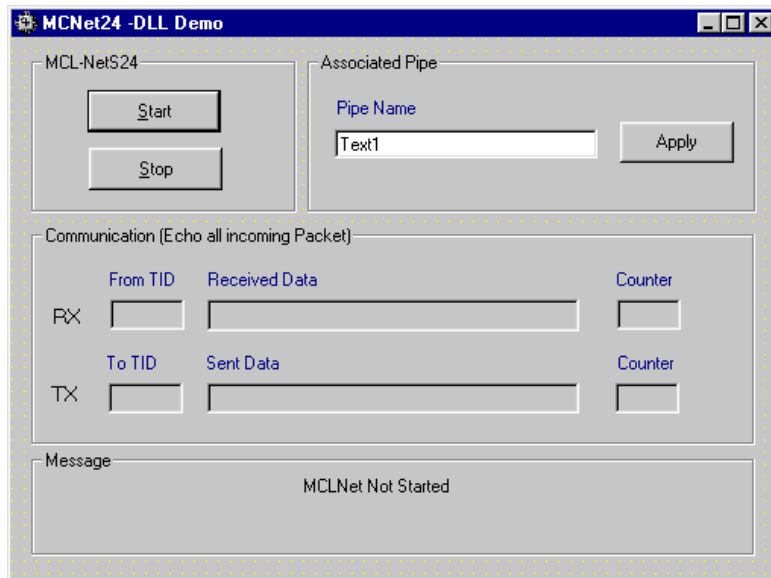 MCNet24 -DLL Demo
MCL-NetS24
Start
Stop
Associated Pipe
Pipe Name
Text1
Apply
Communication (Echo all incoming Packet)
From TID Received Data Counter
RX
To TID Sent Data Counter
TX
Message
MCLNet Not Started